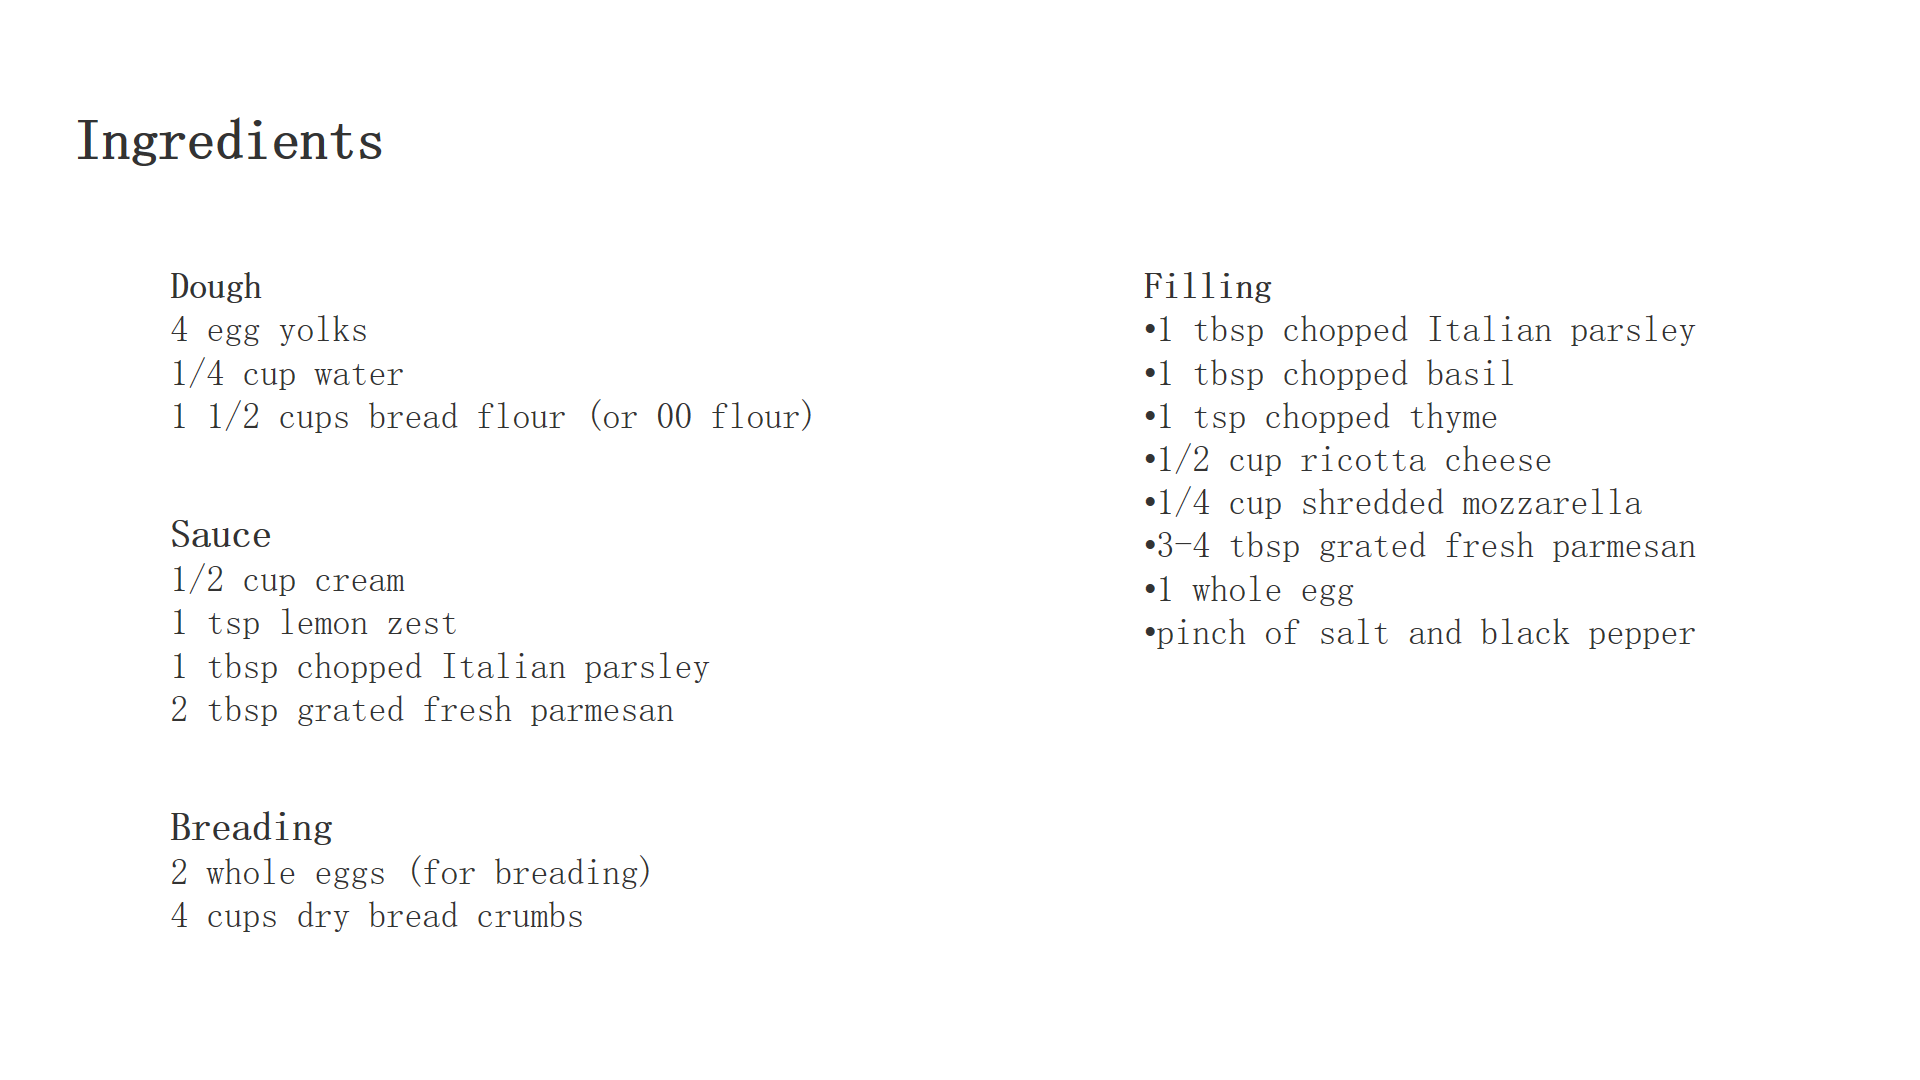 Ingredients
Dough
4 egg yolks
1/4 cup water
1 1/2 cups bread flour (or 00 flour)
Sauce
1/2 cup cream
1 tsp lemon zest
1 tbsp chopped Italian parsley
2 tbsp grated fresh parmesan
Breading
2 whole eggs (for breading)
4 cups dry bread crumbs
Filling
•1 tbsp chopped Italian parsley
•1 tbsp chopped basil
•1 tsp chopped thyme
•1/2 cup ricotta cheese
•1/4 cup shredded mozzarella
•3-4 tbsp grated fresh parmesan
•1 whole egg
•pinch of salt and black pepper